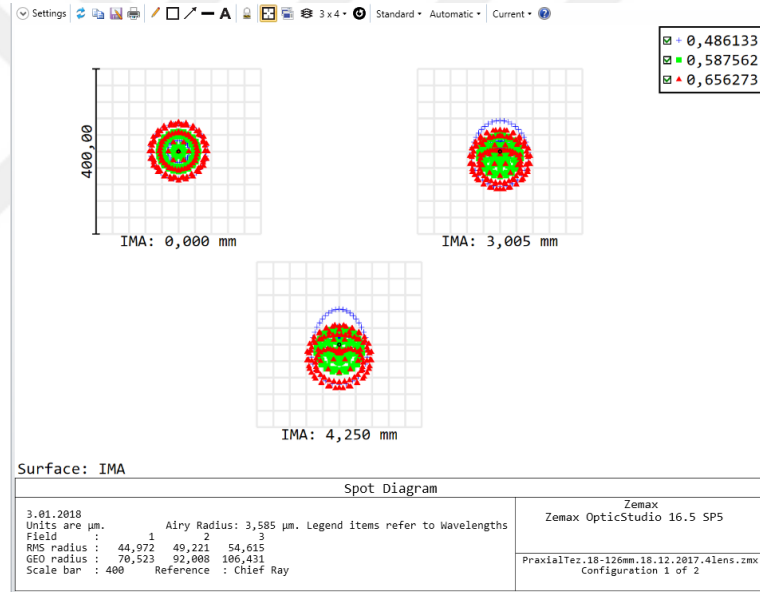 Settings 3 x 4 Standard Automatic Current
A
0,486133
0,587562
0,656273
400,00
IMA: 0,000 mm
IMA: 3,005 mm
IMA: 4,250 mm
Surface: IMA
Spot Diagram
3.01.2018
Units are µm. Airy Radius: 3,585 µm. Legend items refer to Wavelengths
Field : 1 2 3
RMS radius : 44,972 49,221 54,615
GEO radius : 70,523 92,008 106,431
Scale bar : 400 Reference : Chief Ray
Zemax
Zemax OpticStudio 16.5 SP5
PraxialTez.18-126mm.18.12.2017.4lens.zmx
Configuration 1 of 2